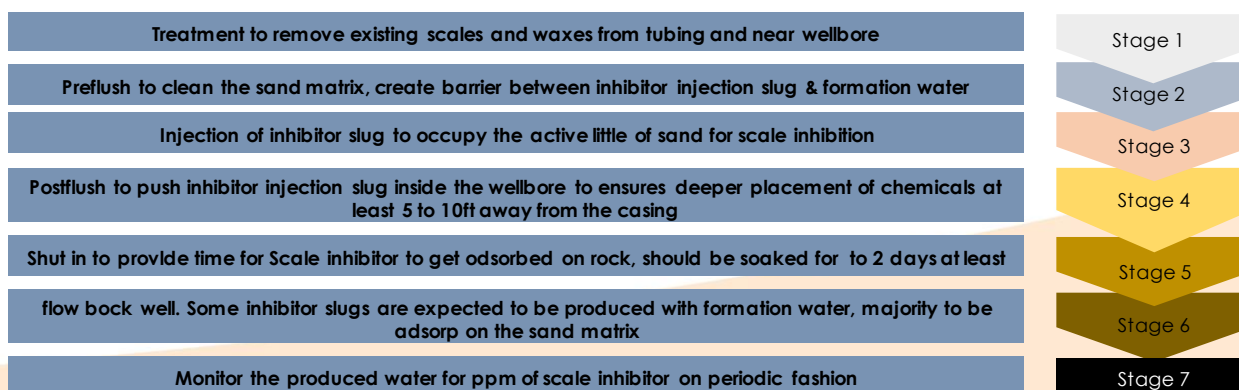 Treatment to remove existing scales and waxes from tubing and near wellbore
Stage 1
Preflush to clean the sand matrix, create barrier between inhibitor injection slug & formation water
Stage 2
Injection of inhibitor slug to occupy the active little of sand for scale inhibition
Stage 3
Postflush to push inhibitor injection slug inside the wellbore to ensures deeper placement of chemicals at
least 5 to 10ft away from the casing
Stage 4
Shut in to provide time for Scale inhibitor to get odsorbed on rock, should be soaked for to 2 days at least
Stage 5
flow bock well. Some inhibitor slugs are expected to be produced with formation water, majority to be
adsorp on the sand matrix
Stage 6
Monitor the produced water for ppm of scale inhibitor on periodic fashion
Stage 7